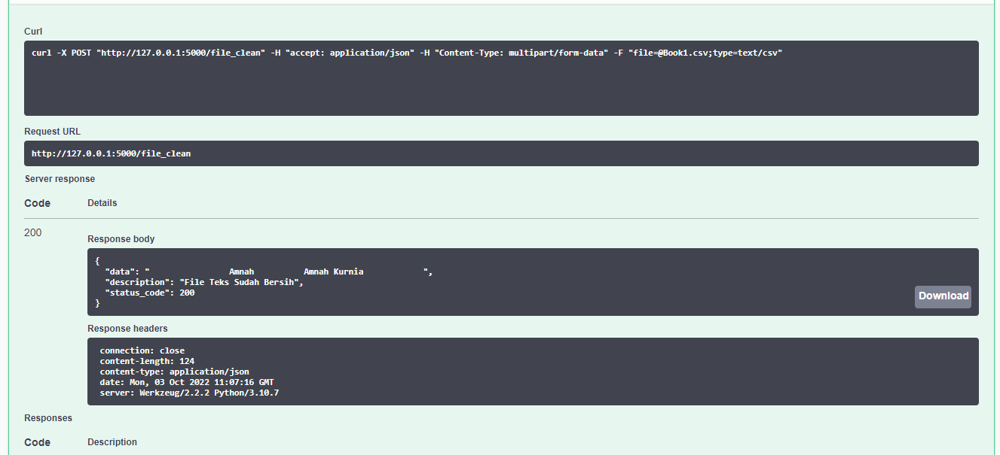 Curl
curl -X POST "http://127.0.0.1:5000/file_clean" -H "accept: application/json" -H "Content-Type: multipart/form-data" -F "file=@Book1.csv;type=text/csv"
Request URL
http://127.0.0.1:5000/file_clean
Server response
Code Details
200
Response body
{
  "data": "                Amnah          Amnah Kurnia            ",
  "description": "File Teks Sudah Bersih",
  "status_code": 200
}
Download
Response headers
connection: close
content-length: 124
content-type: application/json
date: Mon, 03 Oct 2022 11:07:16 GMT
server: Werkzeug/2.2.2 Python/3.10.7
Responses
Code Description